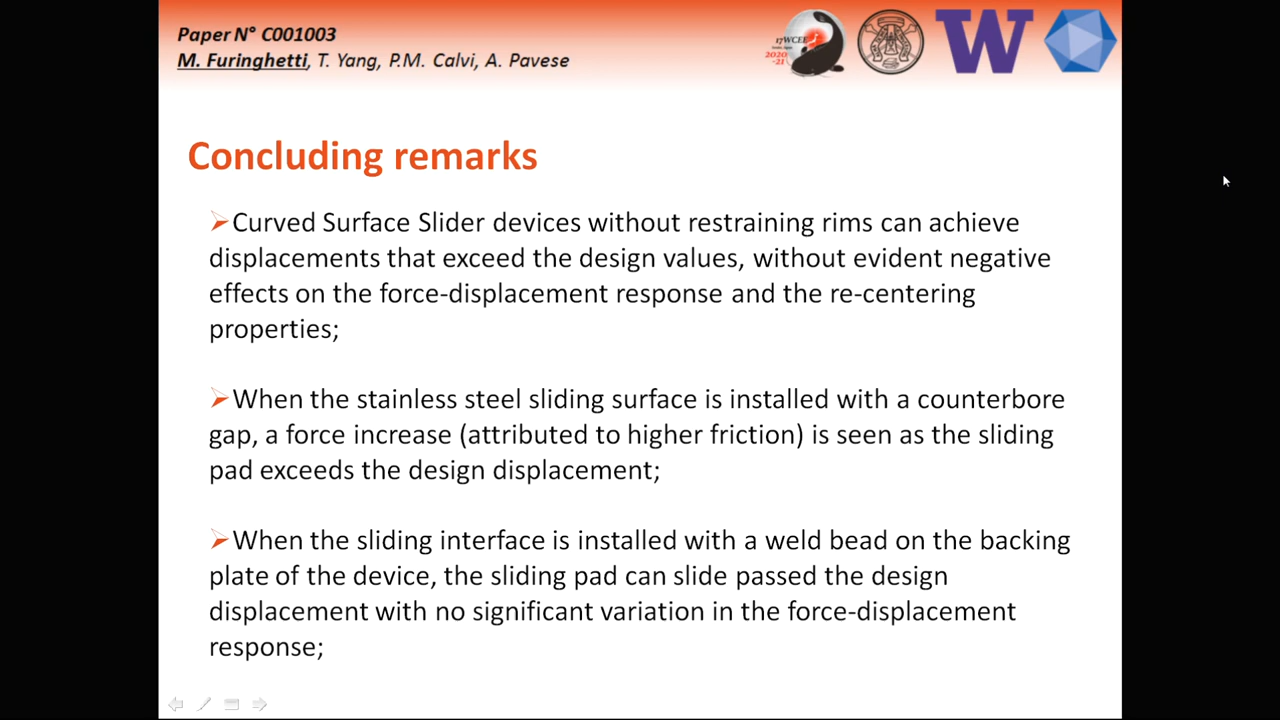 Paper N° C001003
M. Furinghetti, T. Yang, P.M. Calvi, A. Pavese
17WCEE
2020
-21
W
Concluding remarks
Curved Surface Slider devices without restraining rims can achieve
displacements that exceed the design values, without evident negative
effects on the force-displacement response and the re-centering
properties;
When the stainless steel sliding surface is installed with a counterbore
gap, a force increase (attributed to higher friction) is seen as the sliding
pad exceeds the design displacement;
When the sliding interface is installed with a weld bead on the backing
plate of the device, the sliding pad can slide passed the design
displacement with no significant variation in the force-displacement
response;